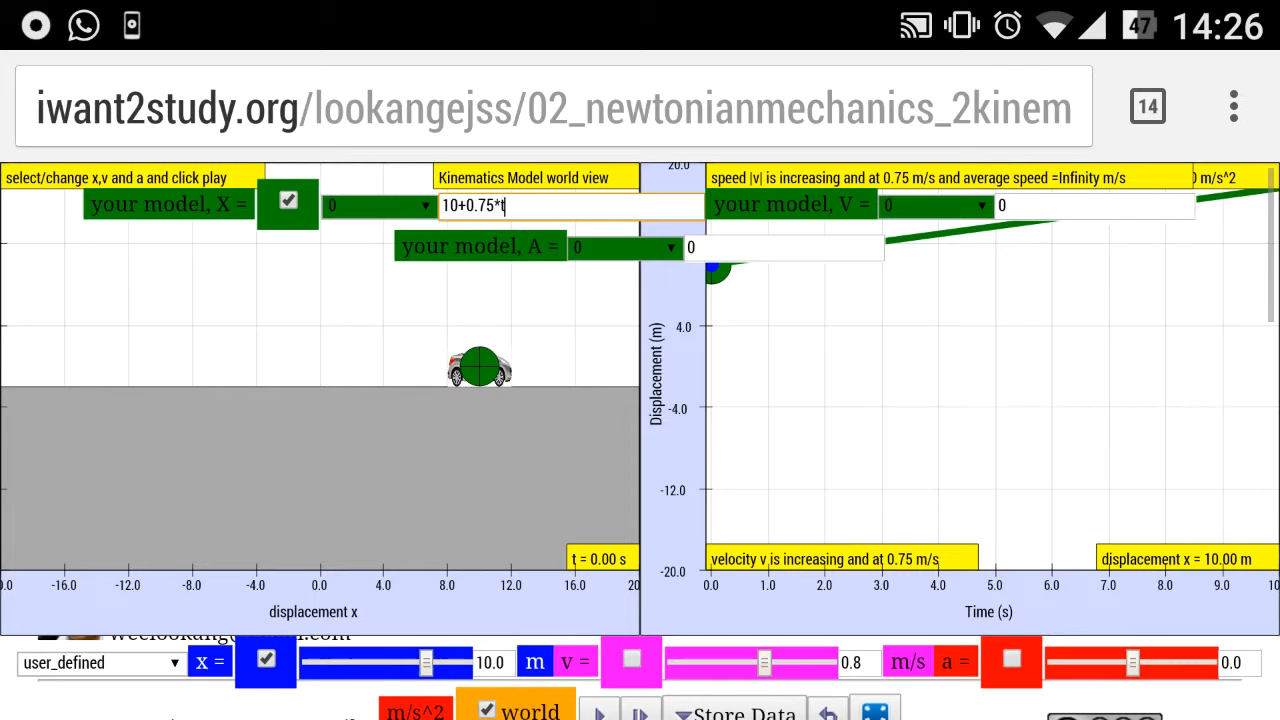 47 14:26
iwant2study.org/lookangejss/02_newtonianmechanics_2kinem
14
select/change x,v and a and click play
Kinematics Model world view
20.0
speed |v| is increasing and at 0.75 m/s and average speed =Infinity m/s
0 m/s^2
your model, X = 0 10+0.75*t
your model, V = 0 0
your model, A = 0 0
Displacement (m)
4.0
-4.0
-12.0
-20.0
t = 0.00 s
velocity v is increasing and at 0.75 m/s
displacement x = 10.00 m
0.0 -16.0 -12.0 -8.0 -4.0 0.0 4.0 8.0 12.0 16.0 20
displacement x
0.0 1.0 2.0 3.0 4.0 5.0 6.0 7.0 8.0 9.0 10
Time (s)
user_defined x = 10.0 m v = 0.8 m/s a = 0.0
m/s^2 world Store Data